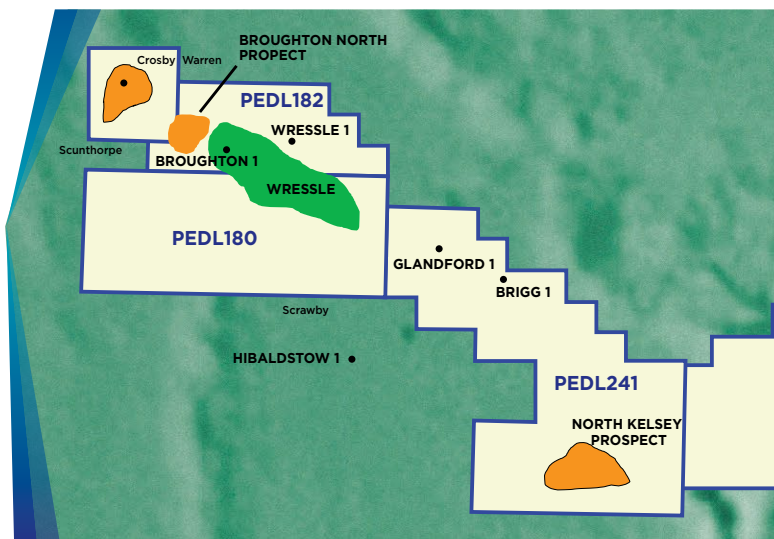 BROUGHTON NORTH
PROPECT
Crosby Warren
PEDL182
WRESSLE 1
Scunthorpe
BROUGHTON 1
WRESSLE
PEDL180
GLANDFORD 1
BRIGG 1
Scrawby
HIBALDSTOW 1
PEDL241
NORTH KELSEY
PROSPECT